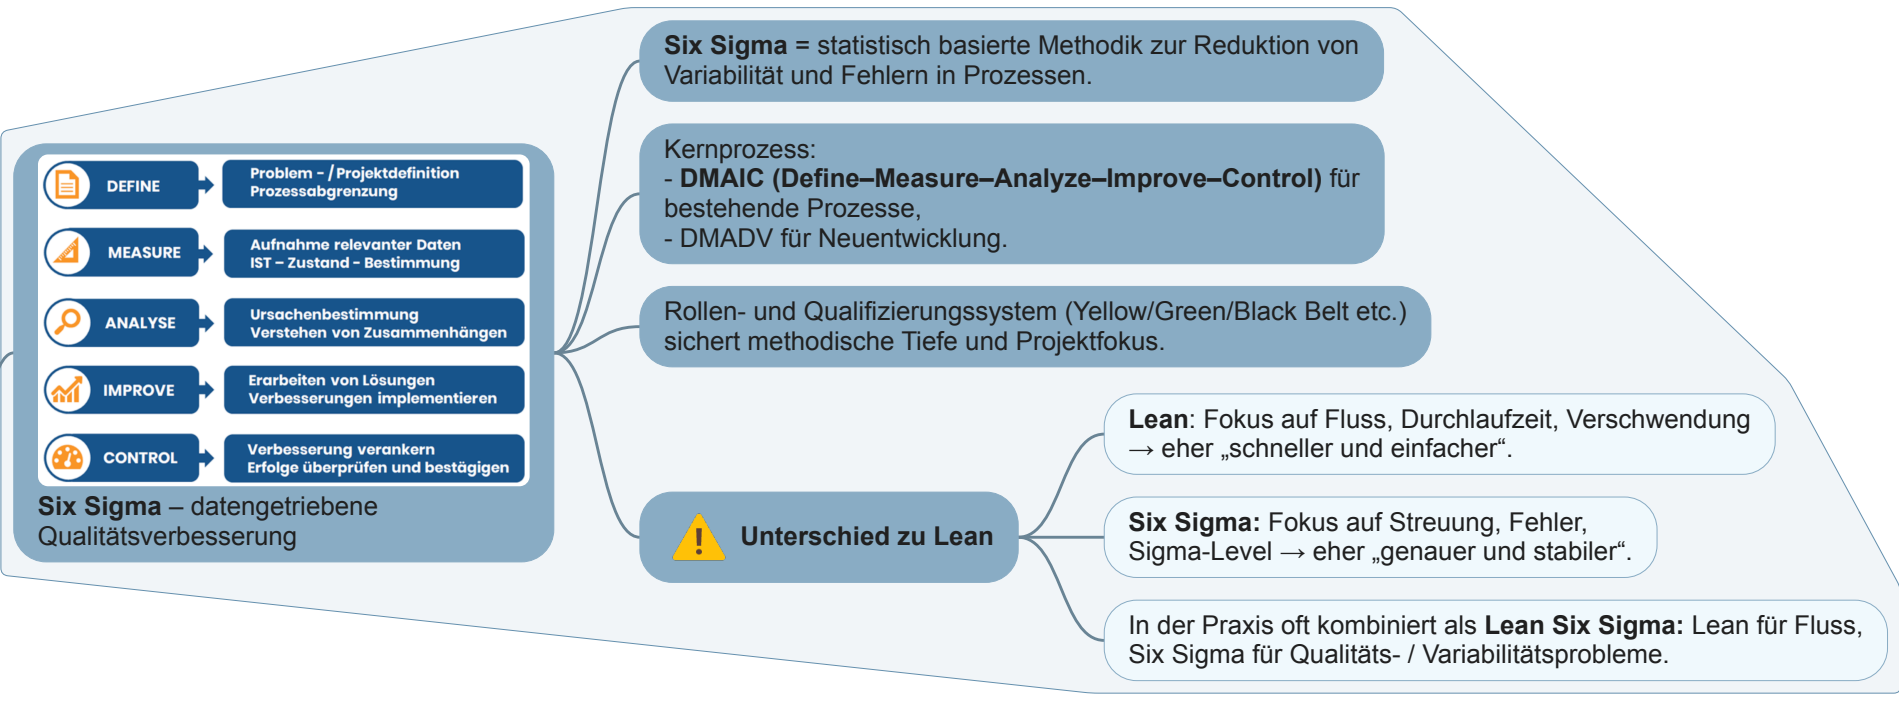 DEFINE
Problem - / Projektdefinition
Prozessabgrenzung
MEASURE
Aufnahme relevanter Daten
IST – Zustand - Bestimmung
ANALYSE
Ursachenbestimmung
Verstehen von Zusammenhängen
IMPROVE
Erarbeiten von Lösungen
Verbesserungen implementieren
CONTROL
Verbesserung verankern
Erfolge überprüfen und bestägigen
Six Sigma – datengetriebene
Qualitätsverbesserung
Six Sigma = statistisch basierte Methodik zur Reduktion von
Variabilität und Fehlern in Prozessen.
Kernprozess:
- DMAIC (Define–Measure–Analyze–Improve–Control) für
bestehende Prozesse,
- DMADV für Neuentwicklung.
Rollen- und Qualifizierungssystem (Yellow/Green/Black Belt etc.)
sichert methodische Tiefe und Projektfokus.
Unterschied zu Lean
Lean: Fokus auf Fluss, Durchlaufzeit, Verschwendung
→ eher „schneller und einfacher“.
Six Sigma: Fokus auf Streuung, Fehler,
Sigma-Level → eher „genauer und stabiler“.
In der Praxis oft kombiniert als Lean Six Sigma: Lean für Fluss,
Six Sigma für Qualitäts- / Variabilitätsprobleme.